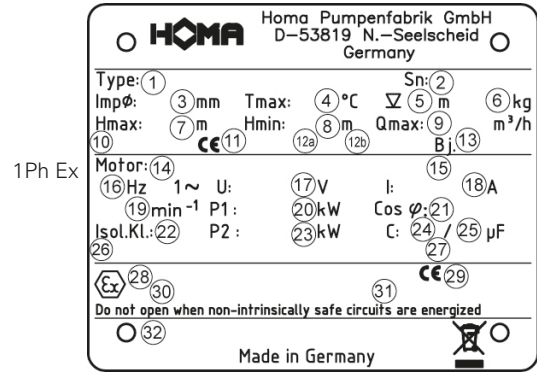 HOMA Homa Pumpenfabrik GmbH
D-53819 N.-Seelscheid
Germany
Type: 1 Sn: 2
ImpØ: 3 mm Tmax: 4 °C ∇ 5 m 6 kg
Hmax: 7 m Hmin: 8 m Qmax: 9 m³/h
10 CE 11 12a 12b Bj. 13
1Ph Ex
Motor: 14 15
16 Hz 1~ U: 17 V I: 18 A
19 min⁻¹ P1: 20 kW Cos φ: 21
Isol.Kl.: 22 P2: 23 kW C: 24 / 25 µF
26 27
Ex 28 CE 29
30 31
Do not open when non-intrinsically safe circuits are energized
32
Made in Germany